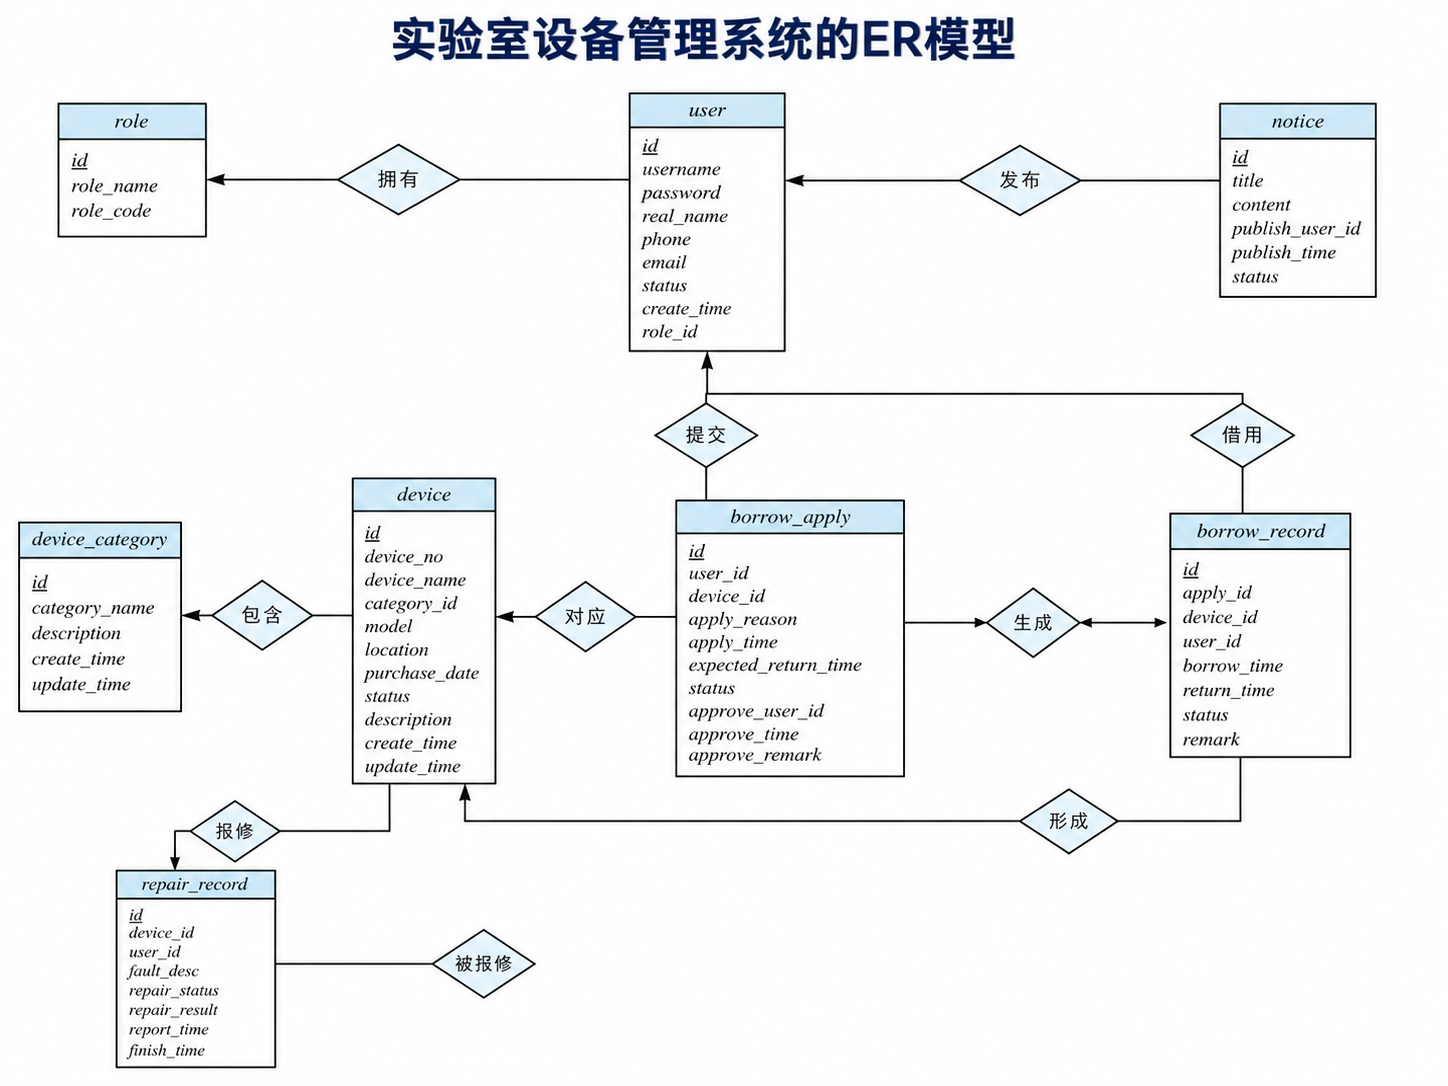 实验室设备管理系统的ER模型
role
id
role_name
role_code
拥有
user
id
username
password
real_name
phone
email
status
create_time
role_id
发布
notice
id
title
content
publish_user_id
publish_time
status
提交
借用
device_category
id
category_name
description
create_time
update_time
包含
device
id
device_no
device_name
category_id
model
location
purchase_date
status
description
create_time
update_time
对应
borrow_apply
id
user_id
device_id
apply_reason
apply_time
expected_return_time
status
approve_user_id
approve_time
approve_remark
生成
borrow_record
id
apply_id
device_id
user_id
borrow_time
return_time
status
remark
报修
形成
repair_record
id
device_id
user_id
fault_desc
repair_status
repair_result
report_time
finish_time
被报修